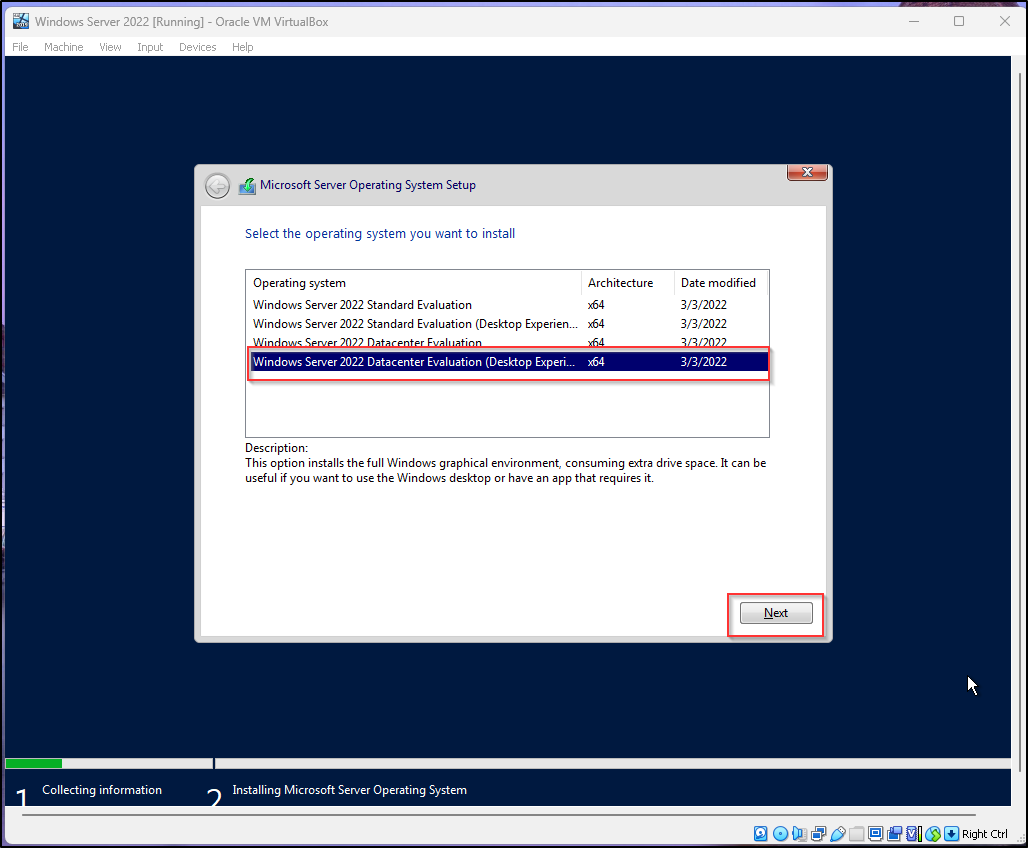 Windows Server 2022 [Running] - Oracle VM VirtualBox
File Machine View Input Devices Help
Microsoft Server Operating System Setup
Select the operating system you want to install
Operating system Architecture Date modified
Windows Server 2022 Standard Evaluation x64 3/3/2022
Windows Server 2022 Standard Evaluation (Desktop Experien... x64 3/3/2022
Windows Server 2022 Datacenter Evaluation x64 3/3/2022
Windows Server 2022 Datacenter Evaluation (Desktop Experi... x64 3/3/2022
Description:
This option installs the full Windows graphical environment, consuming extra drive space. It can be
useful if you want to use the Windows desktop or have an app that requires it.
Next
1 Collecting information 2 Installing Microsoft Server Operating System
Right Ctrl